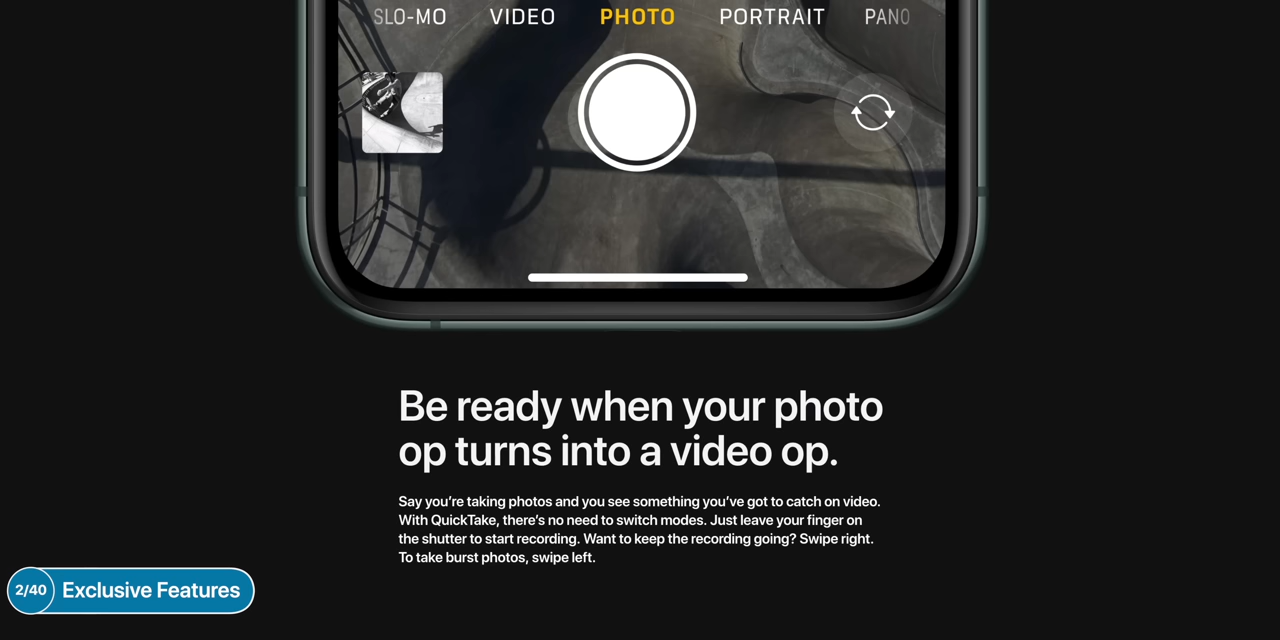 SLO-MO VIDEO PHOTO PORTRAIT PANO
Be ready when your photo
op turns into a video op.
Say you’re taking photos and you see something you’ve got to catch on video.
With QuickTake, there’s no need to switch modes. Just leave your finger on
the shutter to start recording. Want to keep the recording going? Swipe right.
To take burst photos, swipe left.
2/40 Exclusive Features